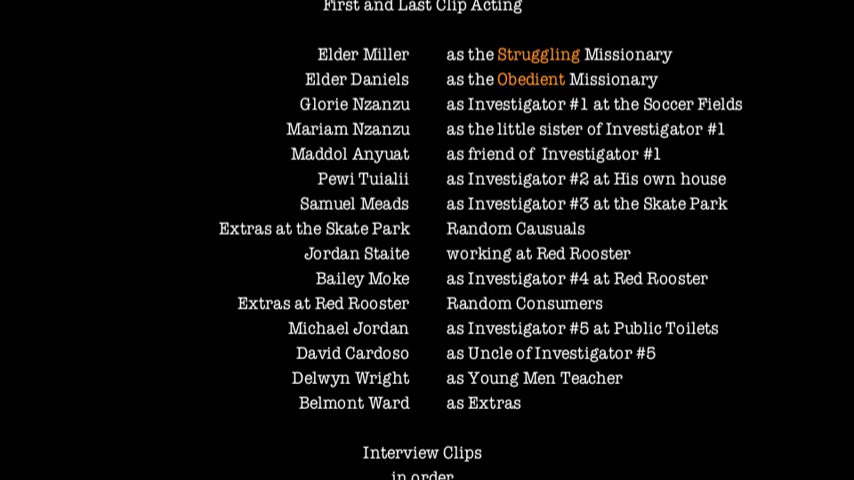 First and Last Clip Acting
Elder Miller as the Struggling Missionary
Elder Daniels as the Obedient Missionary
Glorie Nzanzu as Investigator #1 at the Soccer Fields
Mariam Nzanzu as the little sister of Investigator #1
Maddol Anyuat as friend of Investigator #1
Pewi Tuialii as Investigator #2 at His own house
Samuel Meads as Investigator #3 at the Skate Park
Extras at the Skate Park Random Causuals
Jordan Staite working at Red Rooster
Bailey Moke as Investigator #4 at Red Rooster
Extras at Red Rooster Random Consumers
Michael Jordan as Investigator #5 at Public Toilets
David Cardoso as Uncle of Investigator #5
Delwyn Wright as Young Men Teacher
Belmont Ward as Extras
Interview Clips
in order